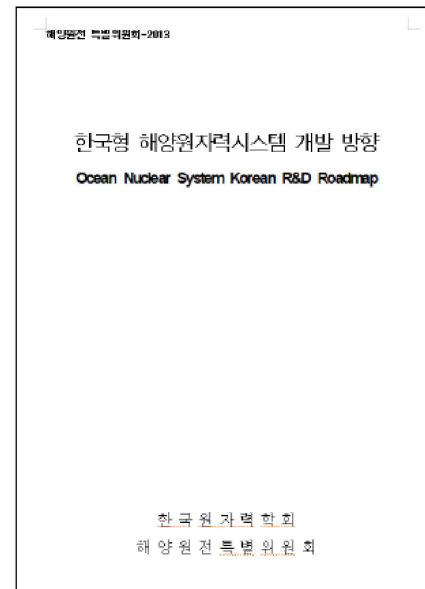 해양원전 특별위원회-2013
한국형 해양원자력시스템 개발 방향
Ocean Nuclear System Korean R&D Roadmap
한 국 원 자 력 학 회
해 양 원 전 특 별 위 원 회